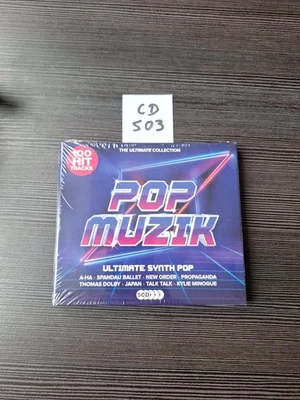 CD
503
THE ULTIMATE COLLECTION
100
HIT
TRACKS
POP
MUZIK
ULTIMATE SYNTH POP
A-HA · SPANDAU BALLET · NEW ORDER · PROPAGANDA
THOMAS DOLBY · JAPAN · TALK TALK · KYLIE MINOGUE
5CD